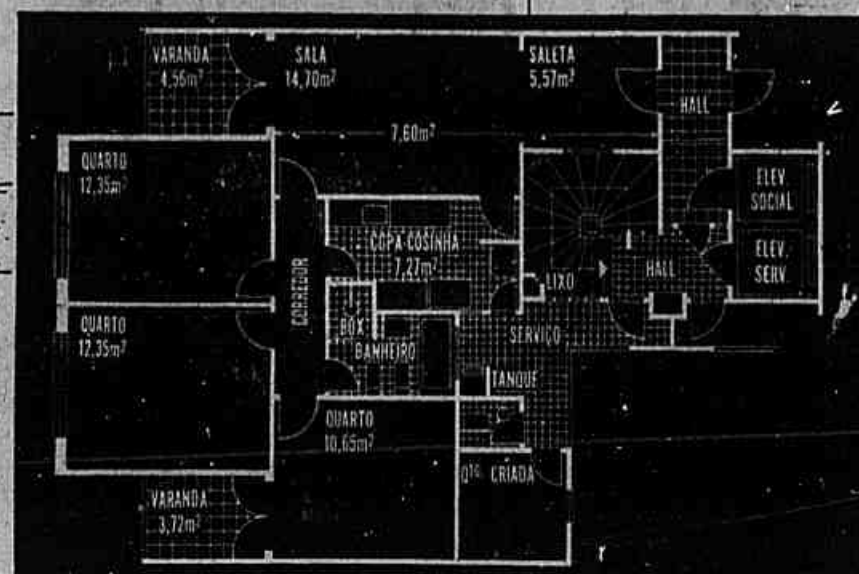 VARANDA
4,56m²
SALA
14,70m²
SALETA
5,57m²
HALL
7,60m²
QUARTO
12,35m²
ELEV.
SOCIAL
COPA-COSINHA
7,27m²
CORREDOR
LIXO
HALL
ELEV.
SERV.
QUARTO
12,35m²
BOX
BANHEIRO
SERVIÇO
TANQUE
QUARTO
10,65m²
QTO. CRIADA
VARANDA
3,72m²